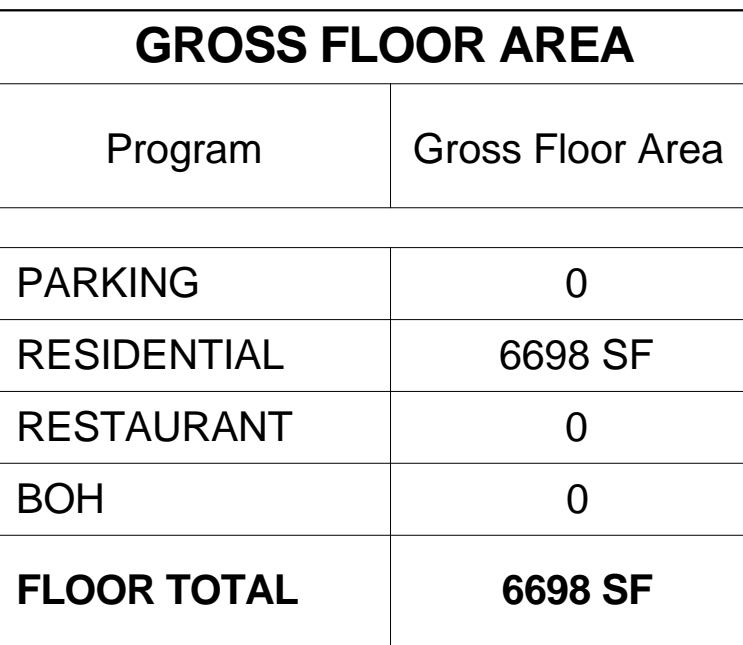 GROSS FLOOR AREA
Program Gross Floor Area
PARKING 0
RESIDENTIAL 6698 SF
RESTAURANT 0
BOH 0
FLOOR TOTAL 6698 SF